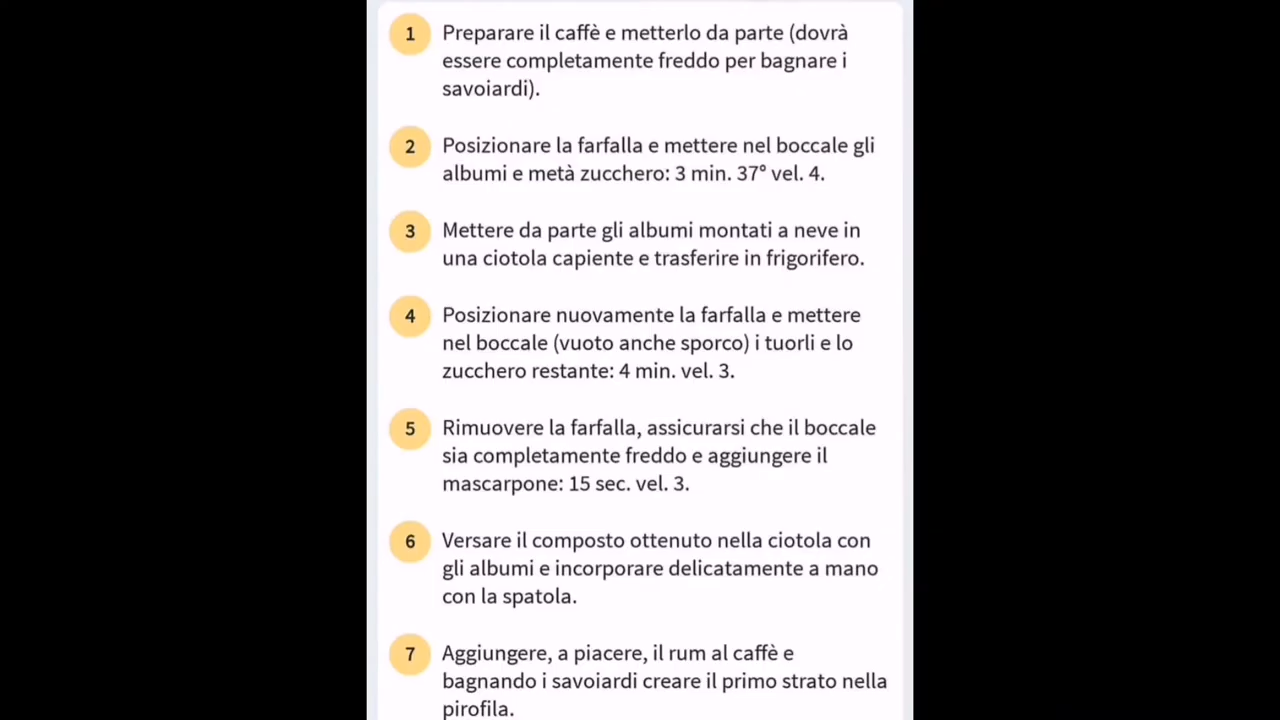 1 Preparare il caffè e metterlo da parte (dovrà
essere completamente freddo per bagnare i
savoiardi).
2 Posizionare la farfalla e mettere nel boccale gli
albumi e metà zucchero: 3 min. 37° vel. 4.
3 Mettere da parte gli albumi montati a neve in
una ciotola capiente e trasferire in frigorifero.
4 Posizionare nuovamente la farfalla e mettere
nel boccale (vuoto anche sporco) i tuorli e lo
zucchero restante: 4 min. vel. 3.
5 Rimuovere la farfalla, assicurarsi che il boccale
sia completamente freddo e aggiungere il
mascarpone: 15 sec. vel. 3.
6 Versare il composto ottenuto nella ciotola con
gli albumi e incorporare delicatamente a mano
con la spatola.
7 Aggiungere, a piacere, il rum al caffè e
bagnando i savoiardi creare il primo strato nella
pirofila.